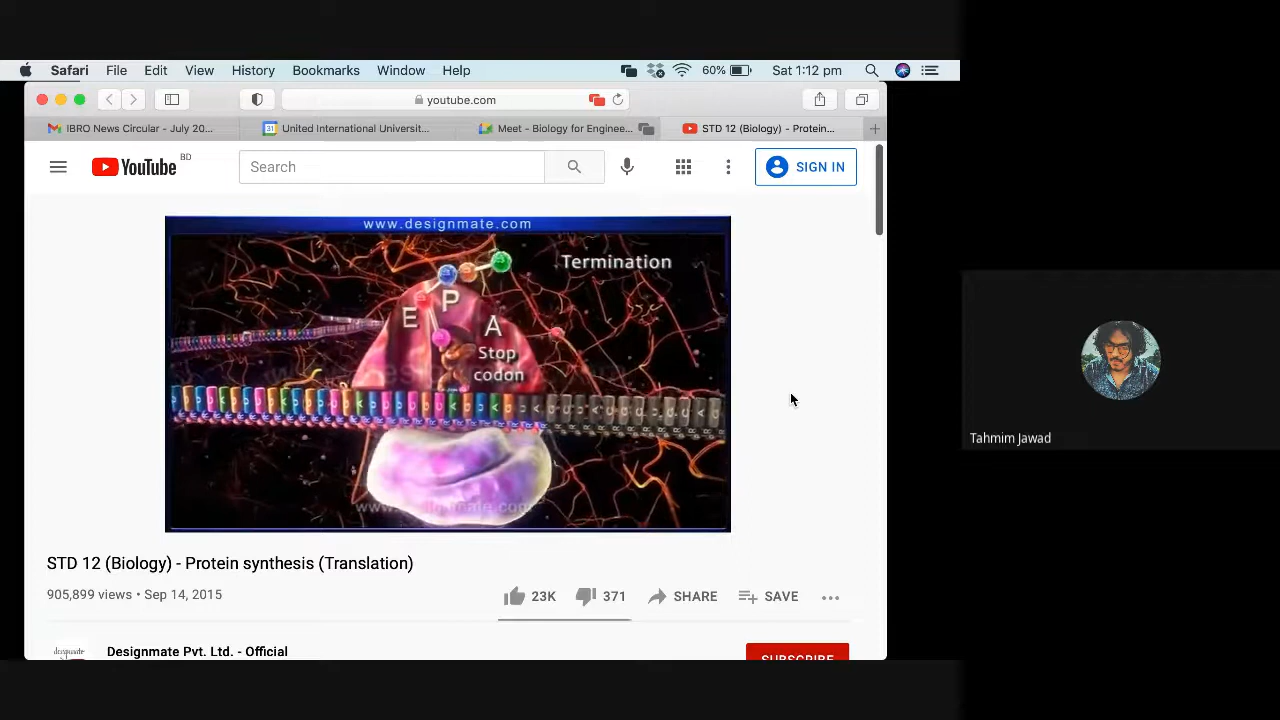 Safari File Edit View History Bookmarks Window Help 60% Sat 1:12 pm
youtube.com
IBRO News Circular - July 20... United International Universit... Meet - Biology for Enginee... STD 12 (Biology) - Protein...
YouTube BD Search SIGN IN
www.designmate.com
Termination
E P A
Stop
codon
STD 12 (Biology) - Protein synthesis (Translation)
905,899 views • Sep 14, 2015 23K 371 SHARE SAVE
Designmate Pvt. Ltd. - Official
SUBSCRIBE
Tahmim Jawad